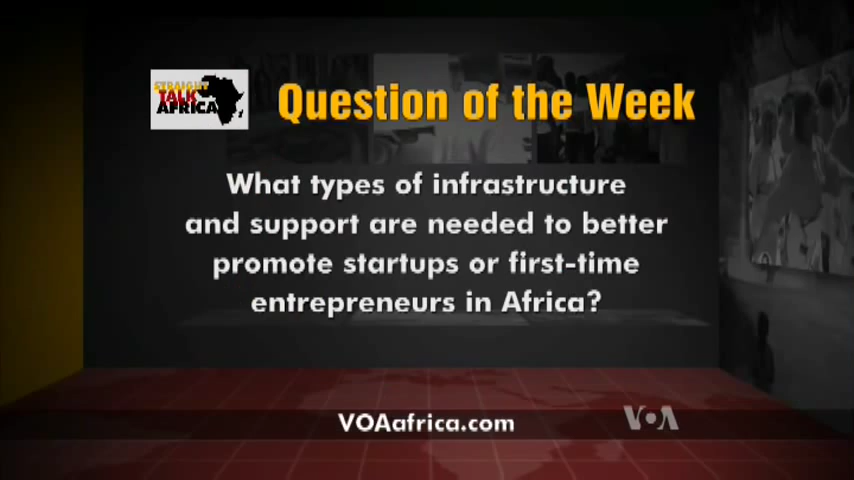 STRAIGHT
TALK
AFRICA
Question of the Week
What types of infrastructure
and support are needed to better
promote startups or first-time
entrepreneurs in Africa?
VOAafrica.com
VOA